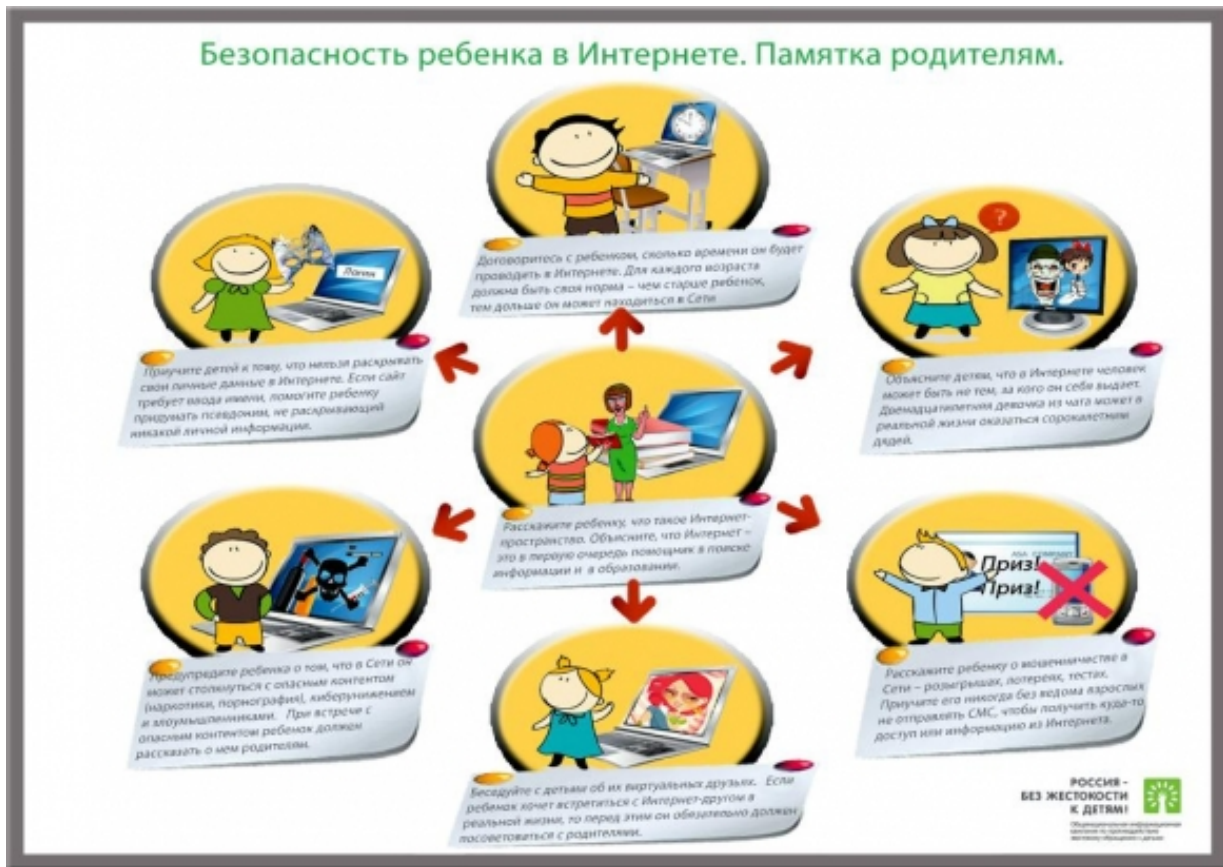 Безопасность ребенка в Интернете. Памятка родителям.
Договоритесь с ребенком, сколько времени он будет
проводить в Интернете. Для каждого возраста
должна быть своя норма – чем старше ребенок,
тем дольше он может находиться в Сети
Логин
Приучите детей к тому, что нельзя раскрывать
свои личные данные в Интернете. Если сайт
требует ввода имени, помогите ребенку
придумать псевдоним, не раскрывающий
никакой личной информации.
?
Объясните детям, что в Интернете человек
может быть не тем, за кого он себя выдает.
Двенадцатилетняя девочка из чата может в
реальной жизни оказаться сорокалетним
дядей.
Расскажите ребенку, что такое Интернет-
пространство. Объясните, что Интернет –
это в первую очередь помощник в поиске
информации и в образовании.
Предупредите ребенка о том, что в Сети он
может столкнуться с опасным контентом
(наркотики, порнография), киберунижением
и злоумышленниками. При встрече с
опасным контентом ребенок должен
рассказать о нем родителям.
Приз!
Приз!
Расскажите ребенку о мошенничестве в
Сети – розыгрышах, лотереях, тестах.
Приучите его никогда без ведома взрослых
не отправлять СМС, чтобы получить куда-то
доступ или информацию из Интернета.
Беседуйте с детьми об их виртуальных друзьях. Если
ребенок хочет встретиться с Интернет-другом в
реальной жизни, то перед этим он обязательно должен
посоветоваться с родителями.
РОССИЯ –
БЕЗ ЖЕСТОКОСТИ
К ДЕТЯМ!